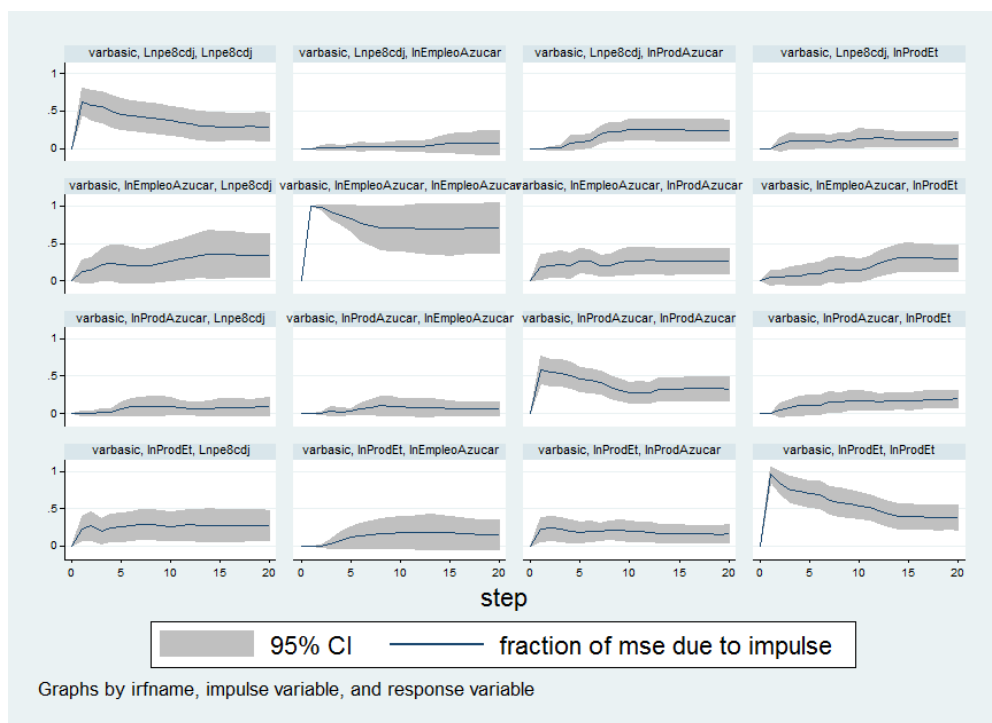 varbasic, Lnpe8cdj, Lnpe8cdj
varbasic, Lnpe8cdj, lnEmpleoAzucar
varbasic, Lnpe8cdj, lnProdAzucar
varbasic, Lnpe8cdj, lnProdEt
1
.5
0
varbasic, lnEmpleoAzucar, Lnpe8cdj
varbasic, lnEmpleoAzucar, lnEmpleoAzucar
varbasic, lnEmpleoAzucar, lnProdAzucar
varbasic, lnEmpleoAzucar, lnProdEt
1
.5
0
varbasic, lnProdAzucar, Lnpe8cdj
varbasic, lnProdAzucar, lnEmpleoAzucar
varbasic, lnProdAzucar, lnProdAzucar
varbasic, lnProdAzucar, lnProdEt
1
.5
0
varbasic, lnProdEt, Lnpe8cdj
varbasic, lnProdEt, lnEmpleoAzucar
varbasic, lnProdEt, lnProdAzucar
varbasic, lnProdEt, lnProdEt
1
.5
0
0 5 10 15 20
0 5 10 15 20
0 5 10 15 20
0 5 10 15 20
step
95% CI
fraction of mse due to impulse
Graphs by irfname, impulse variable, and response variable